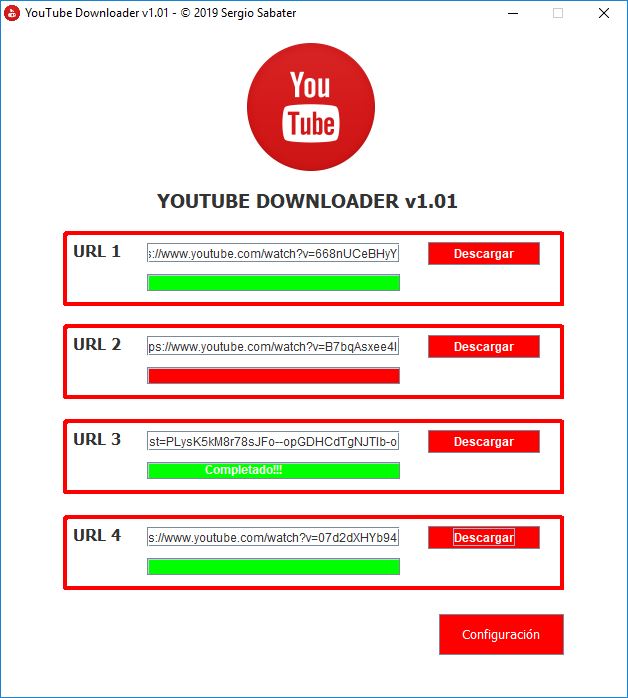 YouTube Downloader v1.01 - © 2019 Sergio Sabater
You
Tube
YOUTUBE DOWNLOADER v1.01
URL 1 s://www.youtube.com/watch?v=668nUCeBHyY Descargar
URL 2 ps://www.youtube.com/watch?v=B7bqAsxee4I Descargar
URL 3 st=PLysK5kM8r78sJFo--opGDHCdTgNJTlb-o Descargar
Completado!!!
URL 4 s://www.youtube.com/watch?v=07d2dXHYb94 Descargar
Configuración